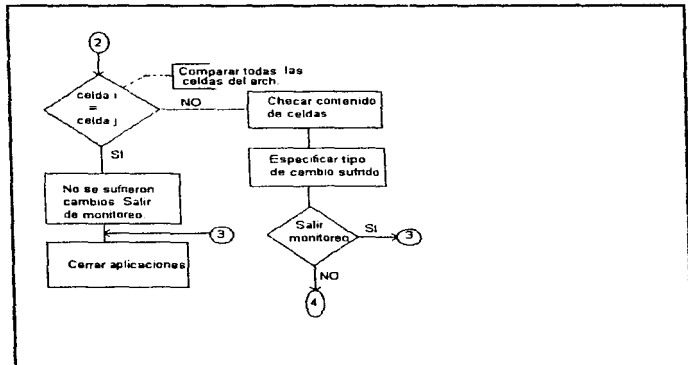 2
Comparar todas las
celdas del arch.
celda i
=
celda j
NO
SI
Checar contenido
de celdas
Especificar tipo
de cambio sufrido
No se sufrieron
cambios. Salir
de monitoreo.
3
Cerrar aplicaciones
Salir
monitoreo
SI
3
NO
4